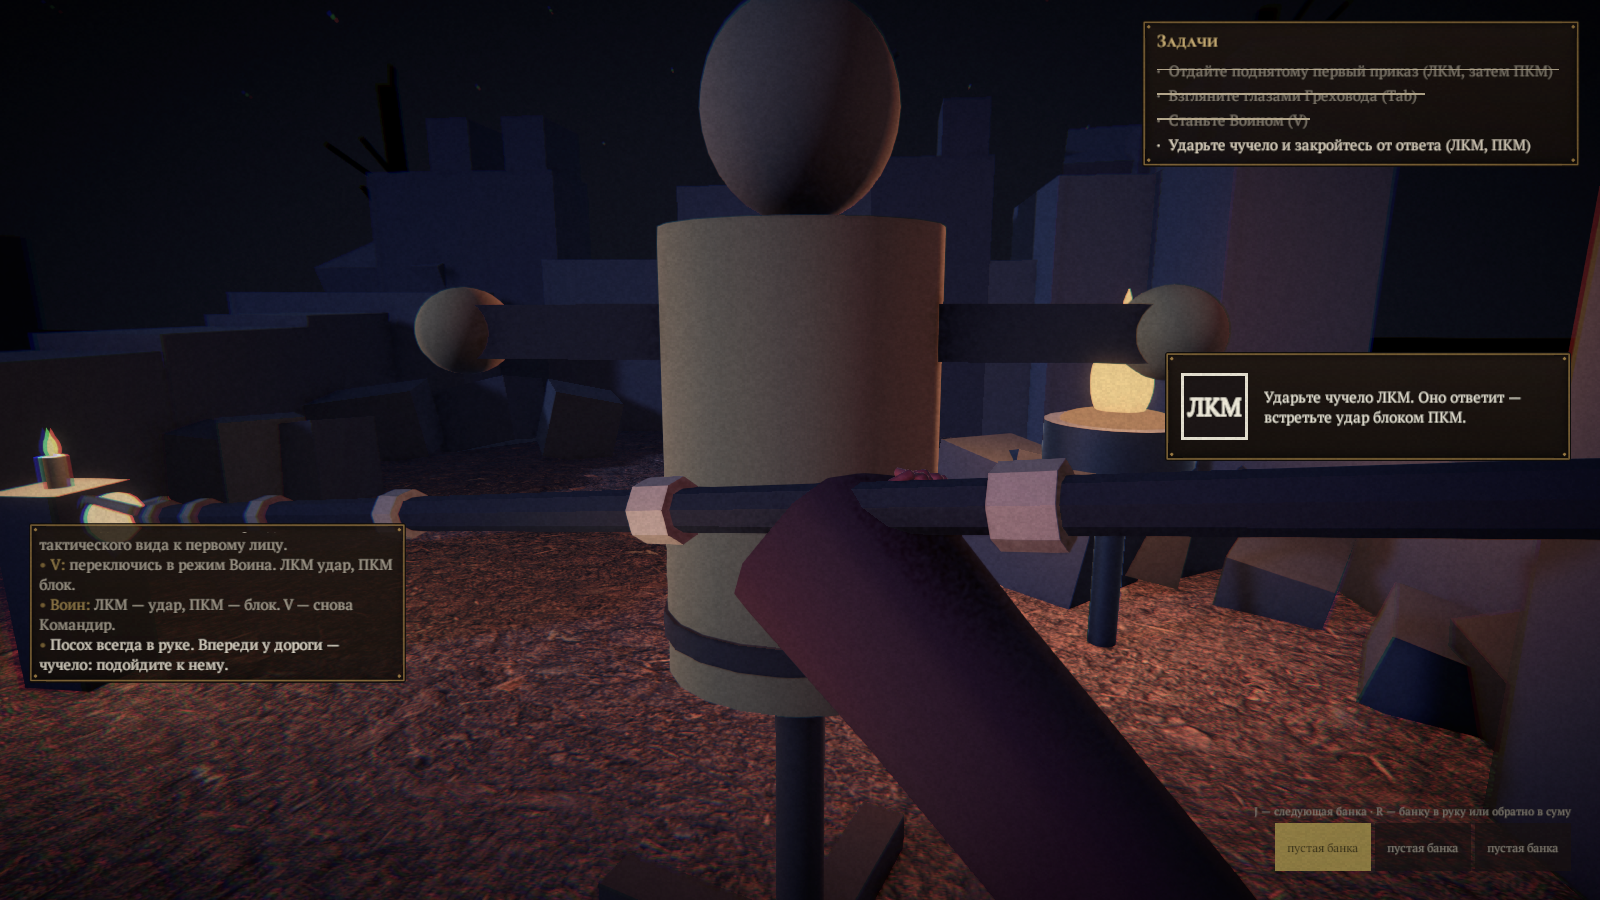 Задачи
· Отдайте поднятому первый приказ (ЛКМ, затем ПКМ)
· Взгляните глазами Греховода (Tab)
· Станьте Воином (V)
· Ударьте чучело и закройтесь от ответа (ЛКМ, ПКМ)
ЛКМ
Ударьте чучело ЛКМ. Оно ответит —
встретьте удар блоком ПКМ.
тактического вида к первому лицу.
• V: переключись в режим Воина. ЛКМ удар, ПКМ
блок.
• Воин: ЛКМ — удар, ПКМ — блок. V — снова
Командир.
• Посох всегда в руке. Впереди у дороги —
чучело: подойдите к нему.
J — следующая банка · R — банку в руку или обратно в суму
пустая банка
пустая банка
пустая банка